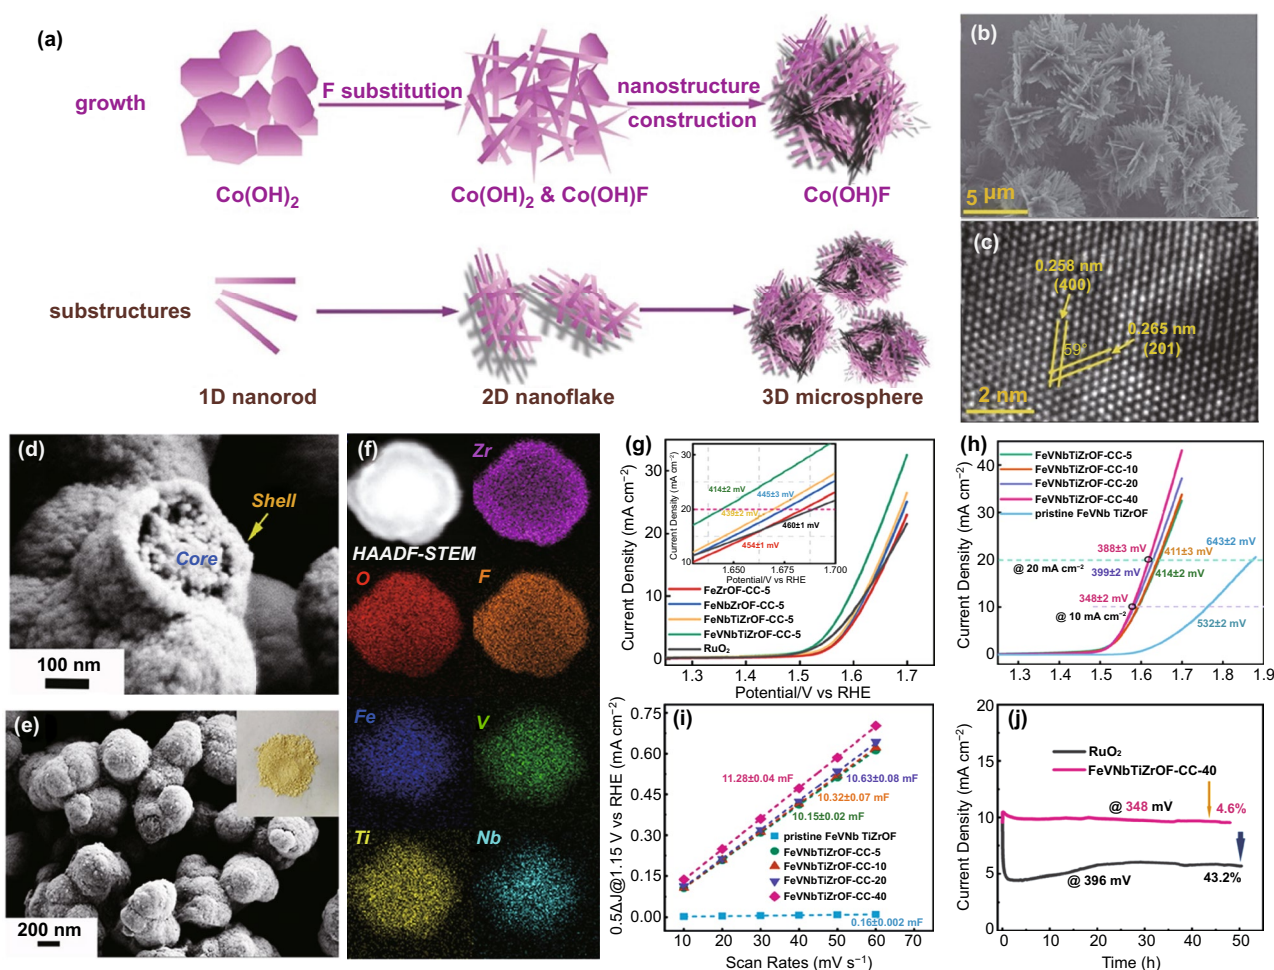 (a)
growth
F substitution
nanostructure
construction
Co(OH)₂
Co(OH)₂ & Co(OH)F
Co(OH)F
substructures
1D nanorod
2D nanoflake
3D microsphere
(b)
5 μm
(c)
0.258 nm
(400)
0.265 nm
(201)
59°
2 nm
(d)
Shell
Core
100 nm
(e)
200 nm
(f)
Zr
HAADF-STEM
O
F
Fe
V
Ti
Nb
(g)
Current Density (mA cm⁻²)
30
20
10
0
1.3
1.4
1.5
1.6
1.7
Potential/V vs RHE
Current Density (mA cm⁻²)
30
20
10
1.650
1.675
1.700
Potential/V vs RHE
414±2 mV
445±3 mV
439±2 mV
460±1 mV
454±1 mV
FeZrOF-CC-5
FeNbZrOF-CC-5
FeNbTiZrOF-CC-5
FeVNbTiZrOF-CC-5
RuO₂
(h)
Current Density (mA cm⁻²)
40
30
20
10
0
1.3
1.4
1.5
1.6
1.7
1.8
1.9
Potential/V vs RHE
FeVNbTiZrOF-CC-5
FeVNbTiZrOF-CC-10
FeVNbTiZrOF-CC-20
FeVNbTiZrOF-CC-40
pristine FeVNb TiZrOF
643±2 mV
388±3 mV
411±3 mV
@ 20 mA cm⁻²
399±2 mV
414±2 mV
348±2 mV
@ 10 mA cm⁻²
532±2 mV
(i)
0.5ΔJ@1.15 V vs RHE (mA cm⁻²)
0.75
0.60
0.45
0.30
0.15
0.00
10
20
30
40
50
60
70
Scan Rates (mV s⁻¹)
11.28±0.04 mF
10.63±0.08 mF
10.32±0.07 mF
10.15±0.02 mF
pristine FeVNb TiZrOF
FeVNbTiZrOF-CC-5
FeVNbTiZrOF-CC-10
FeVNbTiZrOF-CC-20
FeVNbTiZrOF-CC-40
0.16±0.002 mF
(j)
Current Density (mA cm⁻²)
20
15
10
5
0
0
10
20
30
40
50
Time (h)
RuO₂
FeVNbTiZrOF-CC-40
@ 348 mV
4.6%
@ 396 mV
43.2%